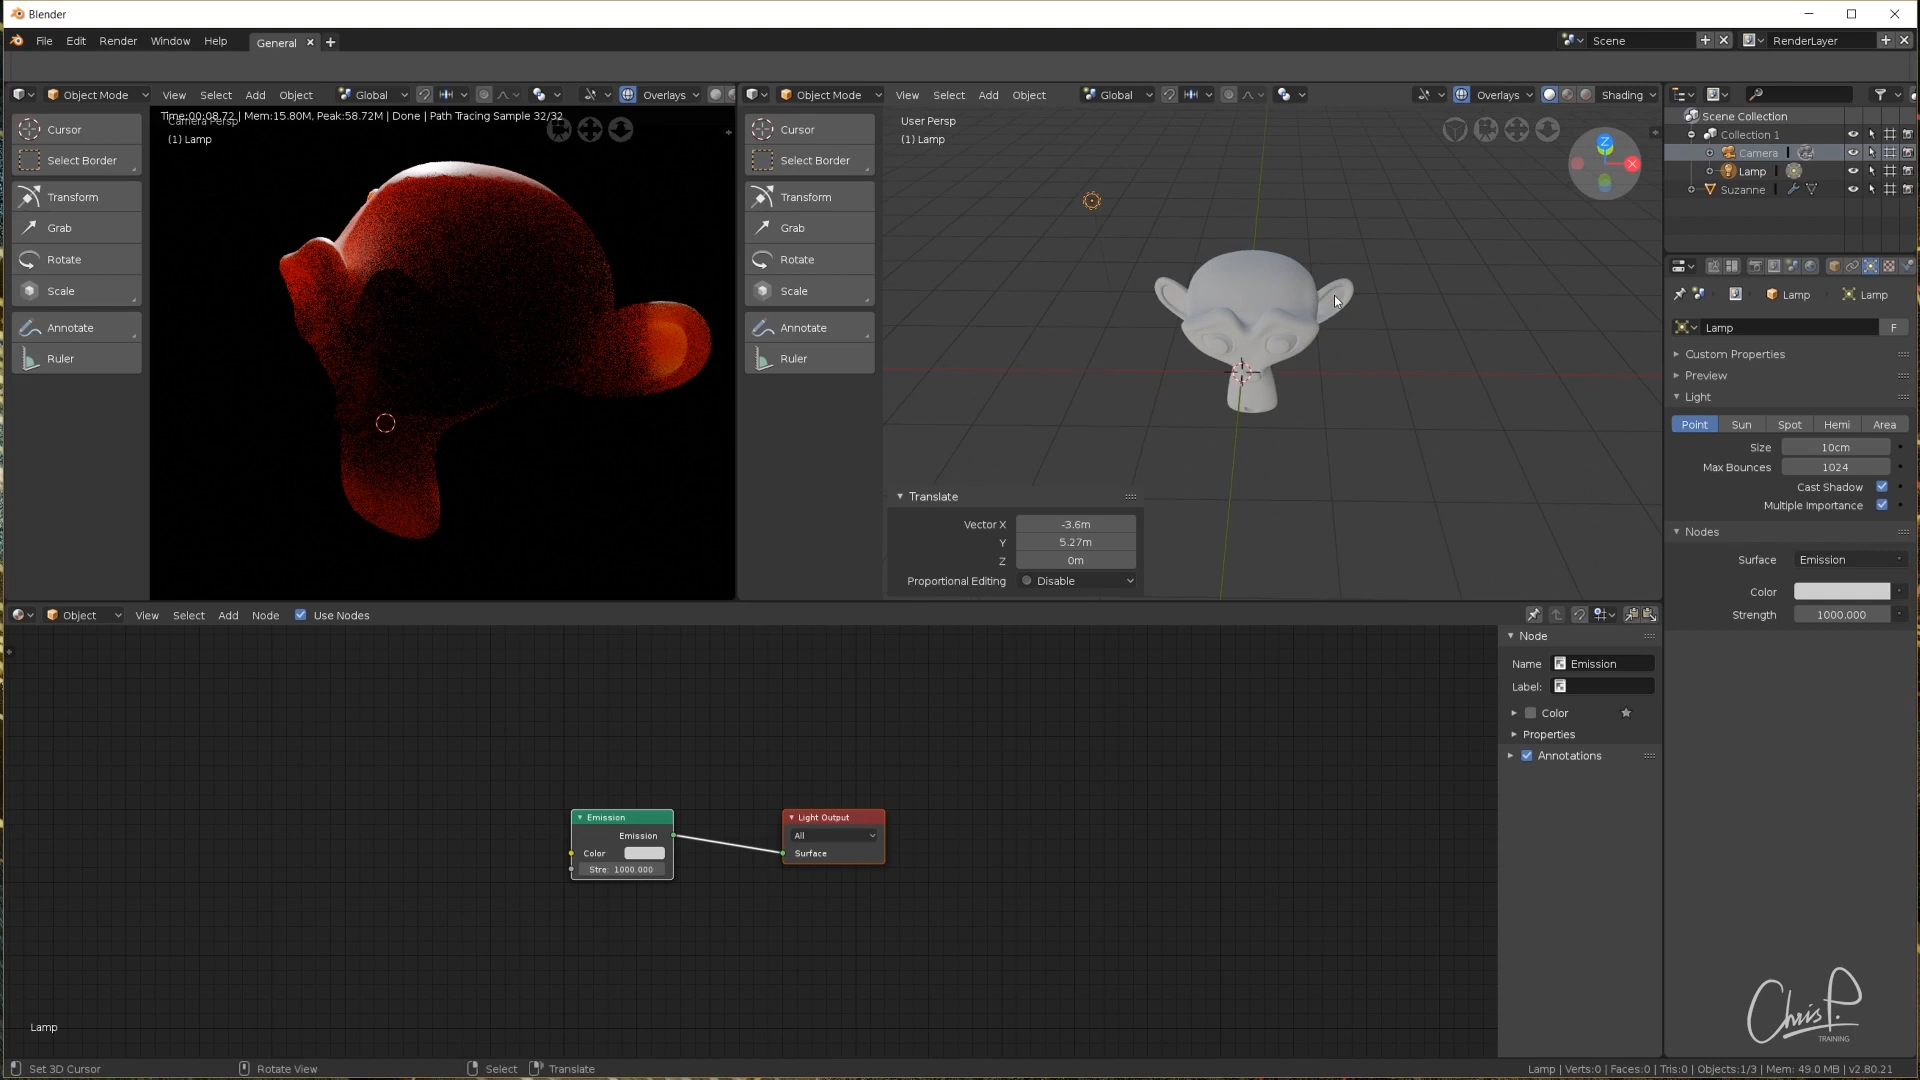 Blender
File Edit Render Window Help General Scene RenderLayer
Object Mode View Select Add Object Global Overlays
Object Mode View Select Add Object Global Overlays Shading
Time:00:08.72 | Mem:15.80M, Peak:58.72M | Done | Path Tracing Sample 32/32
Camera Persp
(1) Lamp
Cursor
Select Border
Transform
Grab
Rotate
Scale
Annotate
Ruler
Cursor
Select Border
Transform
Grab
Rotate
Scale
Annotate
Ruler
User Persp
(1) Lamp
Z
X
Translate
Vector X -3.6m
Y 5.27m
Z 0m
Proportional Editing Disable
Scene Collection
Collection 1
Camera
Lamp
Suzanne
Lamp Lamp
Lamp F
Custom Properties
Preview
Light
Point Sun Spot Hemi Area
Size 10cm
Max Bounces 1024
Cast Shadow
Multiple Importance
Nodes
Surface Emission
Color
Strength 1000.000
Object View Select Add Node Use Nodes
Emission
Emission
Color
Stre: 1000.000
Light Output
All
Surface
Lamp
Node
Name Emission
Label:
Color
Properties
Annotations
Chris P.
TRAINING
Set 3D Cursor Rotate View Select Translate
Lamp | Verts:0 | Faces:0 | Tris:0 | Objects:1/3 | Mem: 49.0 MB | v2.80.21